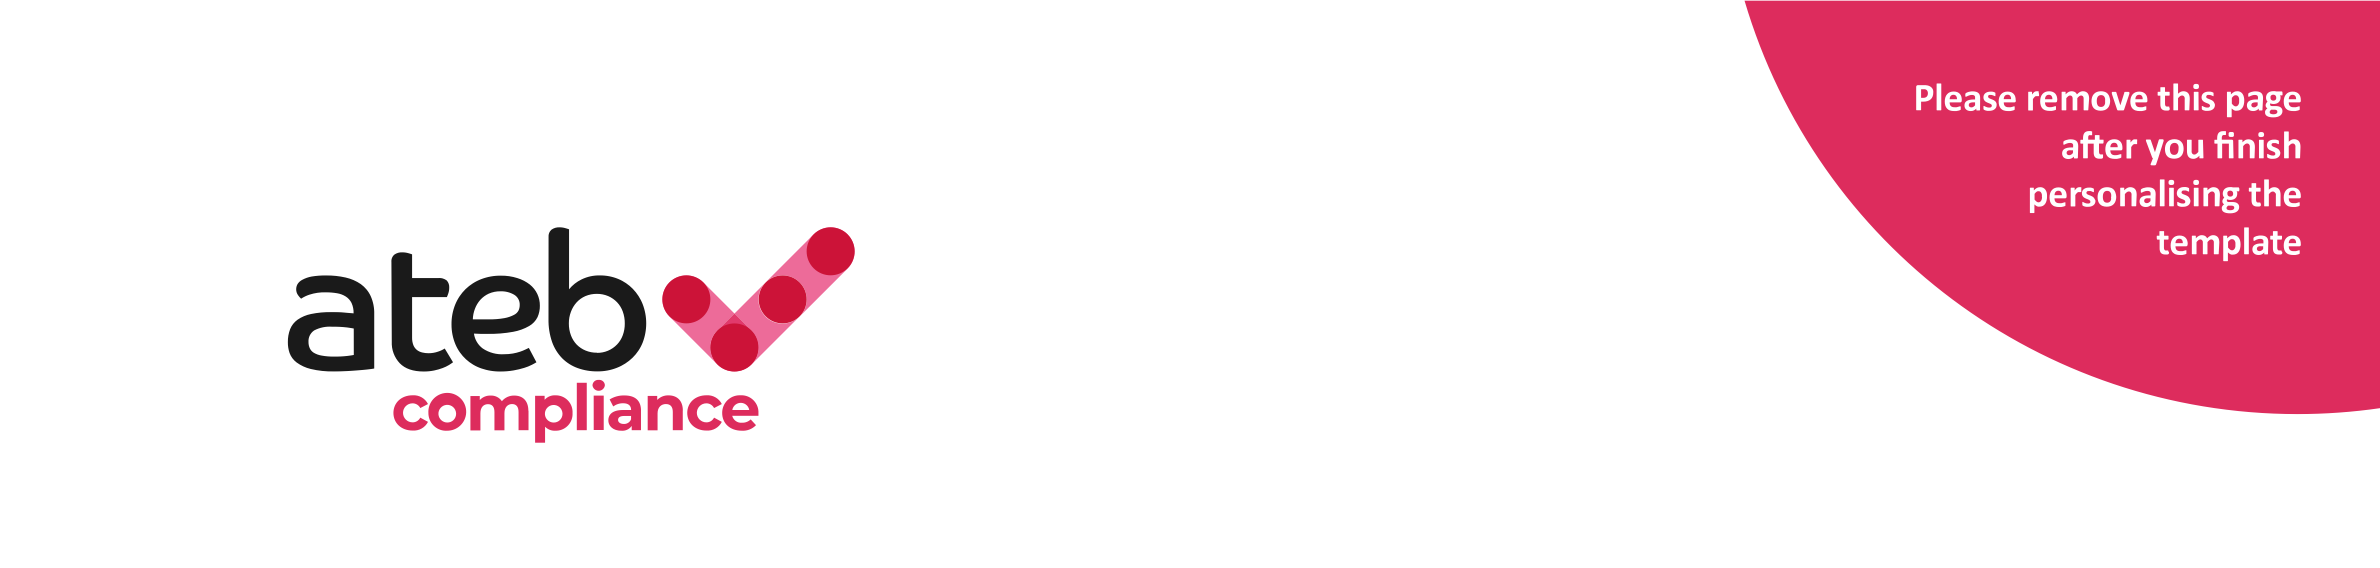 Please remove this page
after you finish
personalising the
template
ateb
compliance